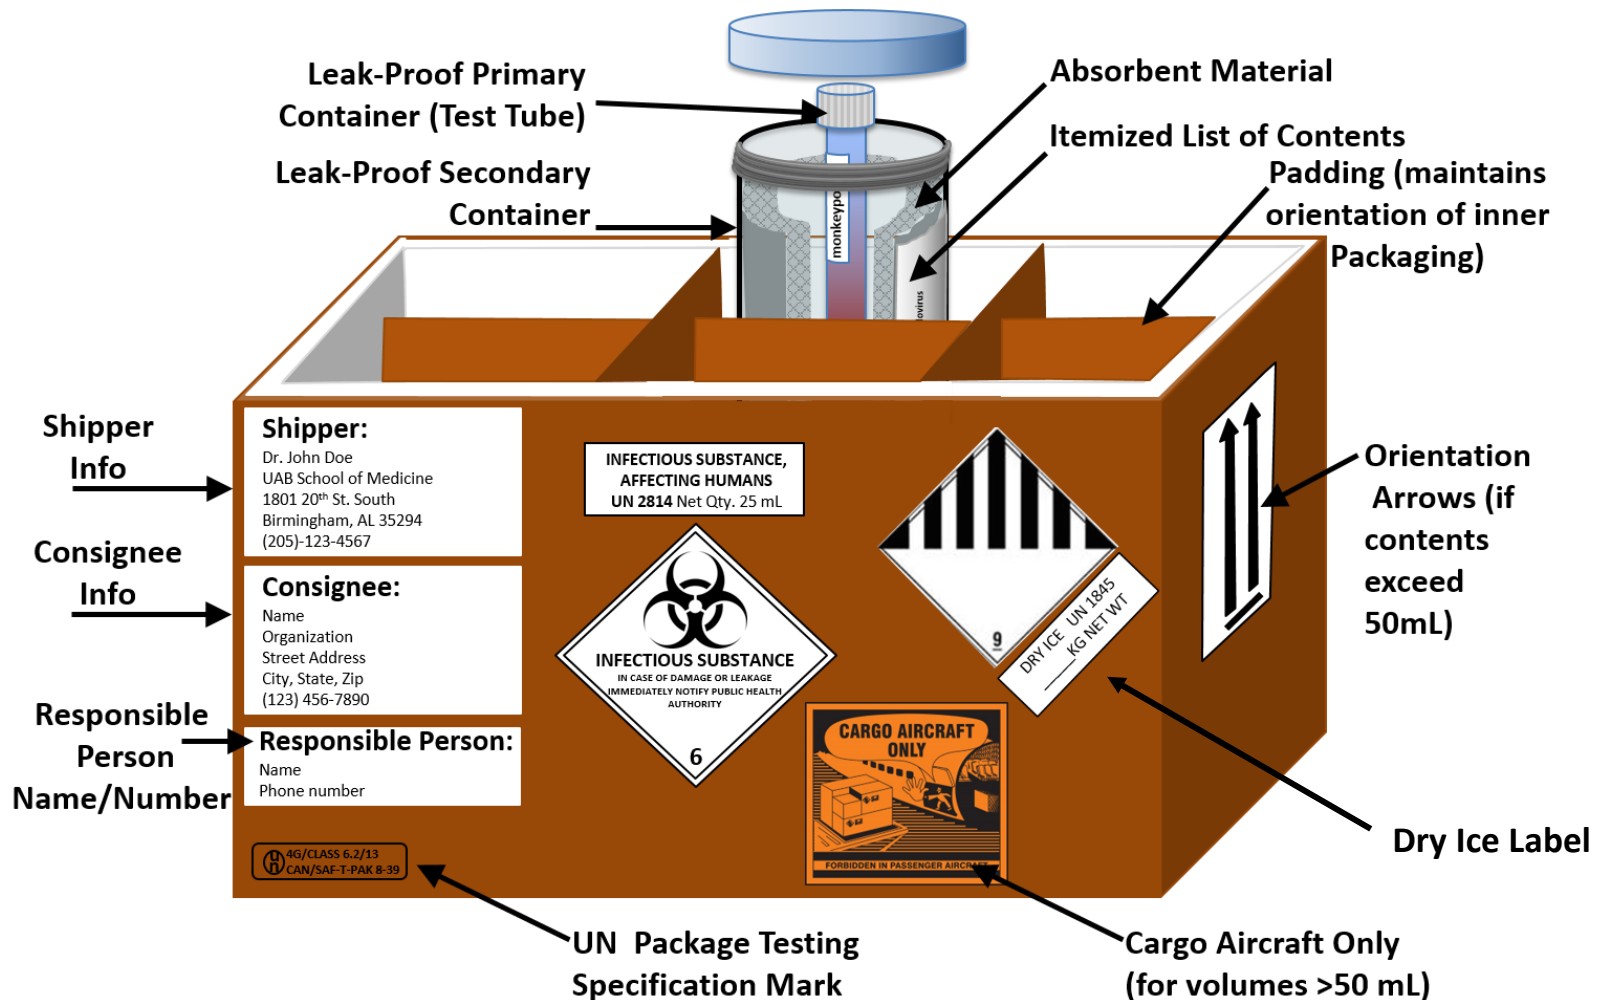 Leak-Proof Primary
Container (Test Tube)
Absorbent Material
Itemized List of Contents
Leak-Proof Secondary
Container
Padding (maintains
orientation of inner
Packaging)
monkeypo
ovirus
Shipper
Info
Shipper:
Dr. John Doe
UAB School of Medicine
1801 20th St. South
Birmingham, AL 35294
(205)-123-4567
INFECTIOUS SUBSTANCE,
AFFECTING HUMANS
UN 2814 Net Qty. 25 mL
Orientation
Arrows (if
contents
exceed
50mL)
Consignee
Info
Consignee:
Name
Organization
Street Address
City, State, Zip
(123) 456-7890
INFECTIOUS SUBSTANCE
IN CASE OF DAMAGE OR LEAKAGE
IMMEDIATELY NOTIFY PUBLIC HEALTH
AUTHORITY
6
9
DRY ICE UN 1845
____KG NET WT
Responsible
Person
Name/Number
Responsible Person:
Name
Phone number
CARGO AIRCRAFT
ONLY
FORBIDDEN IN PASSENGER AIRCRAFT
Dry Ice Label
un
4G/CLASS 6.2/13
CAN/SAF-T-PAK 8-39
UN Package Testing
Specification Mark
Cargo Aircraft Only
(for volumes >50 mL)